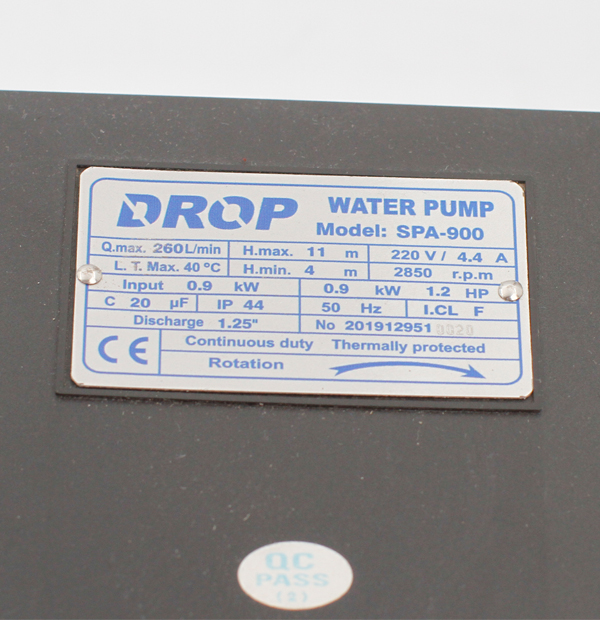 DROP WATER PUMP
Model: SPA-900
Q.max. 260L/min H.max. 11 m 220 V / 4.4 A
L. T. Max. 40 °C H.min. 4 m 2850 r.p.m
Input 0.9 kW 0.9 kW 1.2 HP
C 20 µF IP 44 50 Hz I.CL F
Discharge 1.25" No 201912951
CE Continuous duty Thermally protected
Rotation
QC
PASS
(2)